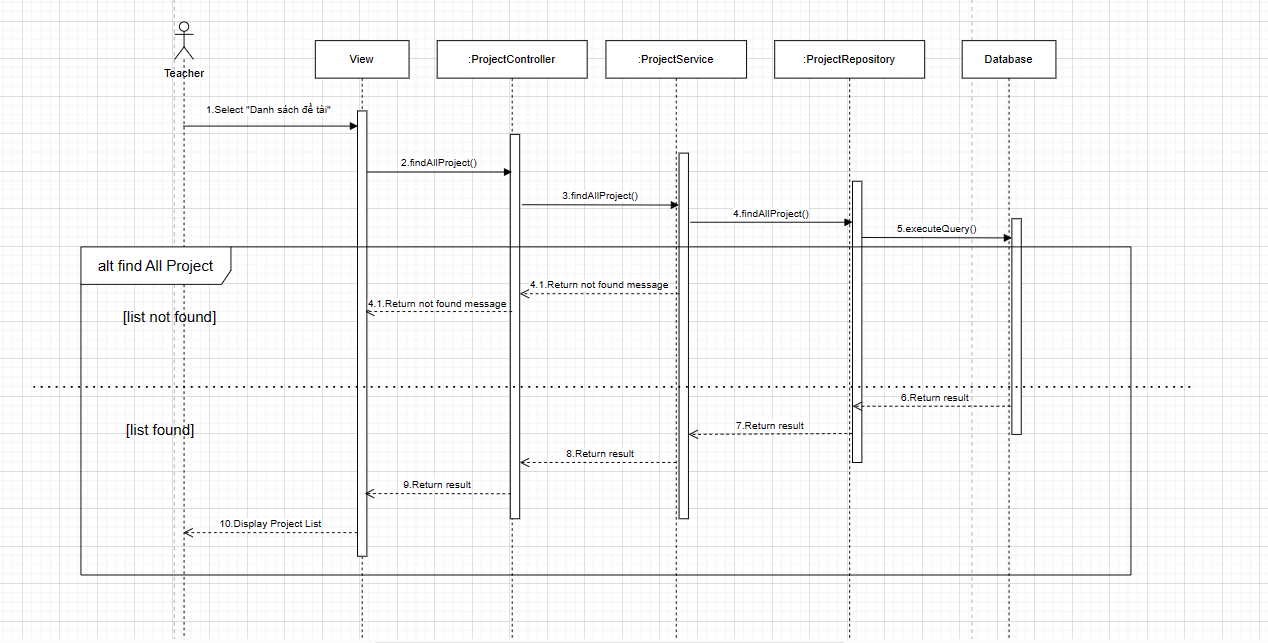 Teacher
View
:ProjectController
:ProjectService
:ProjectRepository
Database
1.Select "Danh sách đề tài"
2.findAllProject()
3.findAllProject()
4.findAllProject()
5.executeQuery()
alt find All Project
4.1.Return not found message
4.1.Return not found message
[list not found]
6.Return result
[list found]
7.Return result
8.Return result
9.Return result
10.Display Project List